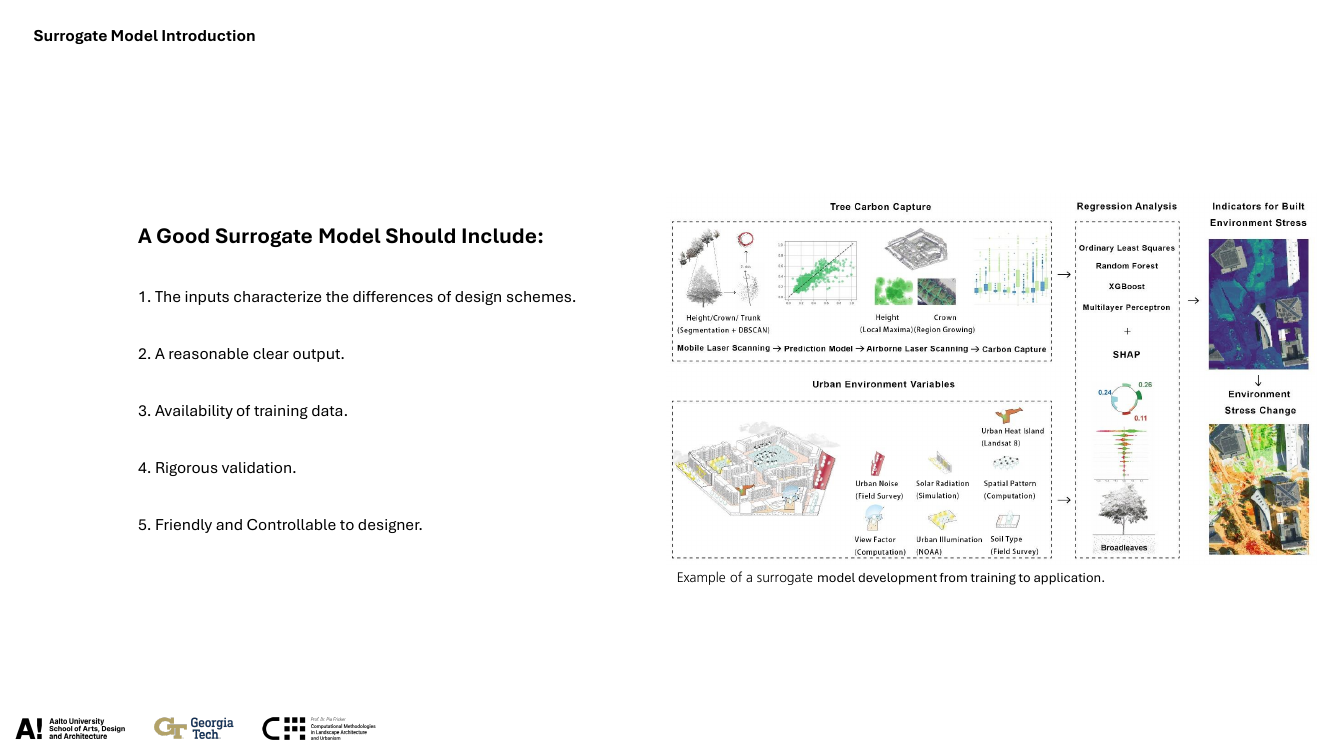 Surrogate Model Introduction
A Good Surrogate Model Should Include:
1. The inputs characterize the differences of design schemes.
2. A reasonable clear output.
3. Availability of training data.
4. Rigorous validation.
5. Friendly and Controllable to designer.
Tree Carbon Capture
Height/Crown/ Trunk
(Segmentation + DBSCAN)
Height
(Local Maxima)
Crown
(Region Growing)
Mobile Laser Scanning → Prediction Model → Airborne Laser Scanning → Carbon Capture
Urban Environment Variables
Urban Heat Island
(Landsat 8)
Urban Noise
(Field Survey)
Solar Radiation
(Simulation)
Spatial Pattern
(Computation)
View Factor
(Computation)
Urban Illumination
(NOAA)
Soil Type
(Field Survey)
Regression Analysis
Ordinary Least Squares
Random Forest
XGBoost
Multilayer Perceptron
+
SHAP
0.24
0.26
0.11
Broadleaves
Indicators for Built
Environment Stress
Environment
Stress Change
Example of a surrogate model development from training to application.
A!
Aalto University
School of Arts, Design
and Architecture
GT
Georgia
Tech
Prof. Dr. Pia Fricker
Computational Methodologies
in Landscape Architecture
and Urbanism